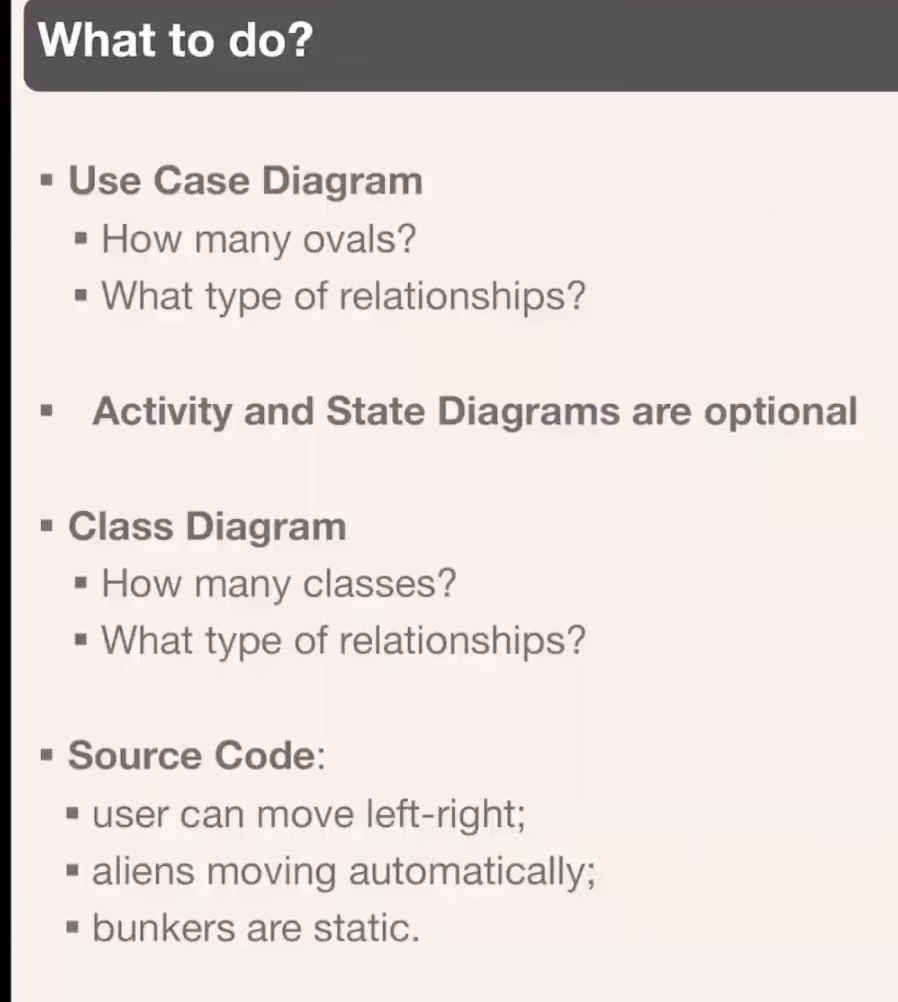 What to do?
▪ Use Case Diagram
▪ How many ovals?
▪ What type of relationships?
▪ Activity and State Diagrams are optional
▪ Class Diagram
▪ How many classes?
▪ What type of relationships?
▪ Source Code:
▪ user can move left-right;
▪ aliens moving automatically;
▪ bunkers are static.